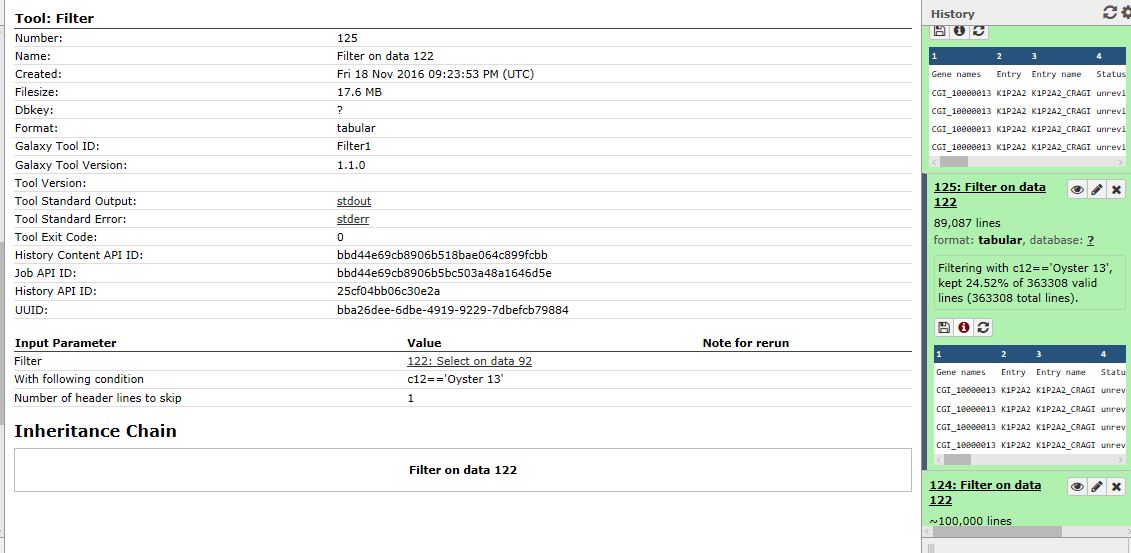 Tool: Filter
Number: 125
Name: Filter on data 122
Created: Fri 18 Nov 2016 09:23:53 PM (UTC)
Filesize: 17.6 MB
Dbkey: ?
Format: tabular
Galaxy Tool ID: Filter1
Galaxy Tool Version: 1.1.0
Tool Version:
Tool Standard Output: stdout
Tool Standard Error: stderr
Tool Exit Code: 0
History Content API ID: bbd44e69cb8906b518bae064c899fcbb
Job API ID: bbd44e69cb8906b5bc503a48a1646d5e
History API ID: 25cf04bb06c30e2a
UUID: bba26dee-6dbe-4919-9229-7dbefcb79884
Input Parameter Value Note for rerun
Filter 122: Select on data 92
With following condition c12=='Oyster 13'
Number of header lines to skip 1
Inheritance Chain
Filter on data 122
History
1 2 3 4
Gene names Entry Entry name Status
CGI_10000013 K1P2A2 K1P2A2_CRAGI unrevi
CGI_10000013 K1P2A2 K1P2A2_CRAGI unrevi
CGI_10000013 K1P2A2 K1P2A2_CRAGI unrevi
CGI_10000013 K1P2A2 K1P2A2_CRAGI unrevi
125: Filter on data
122
89,087 lines
format: tabular, database: ?
Filtering with c12=='Oyster 13',
kept 24.52% of 363308 valid
lines (363308 total lines).
1 2 3 4
Gene names Entry Entry name Statu
CGI_10000013 K1P2A2 K1P2A2_CRAGI unrev
CGI_10000013 K1P2A2 K1P2A2_CRAGI unrev
CGI_10000013 K1P2A2 K1P2A2_CRAGI unrev
CGI_10000013 K1P2A2 K1P2A2_CRAGI unrev
124: Filter on data
122
~100,000 lines